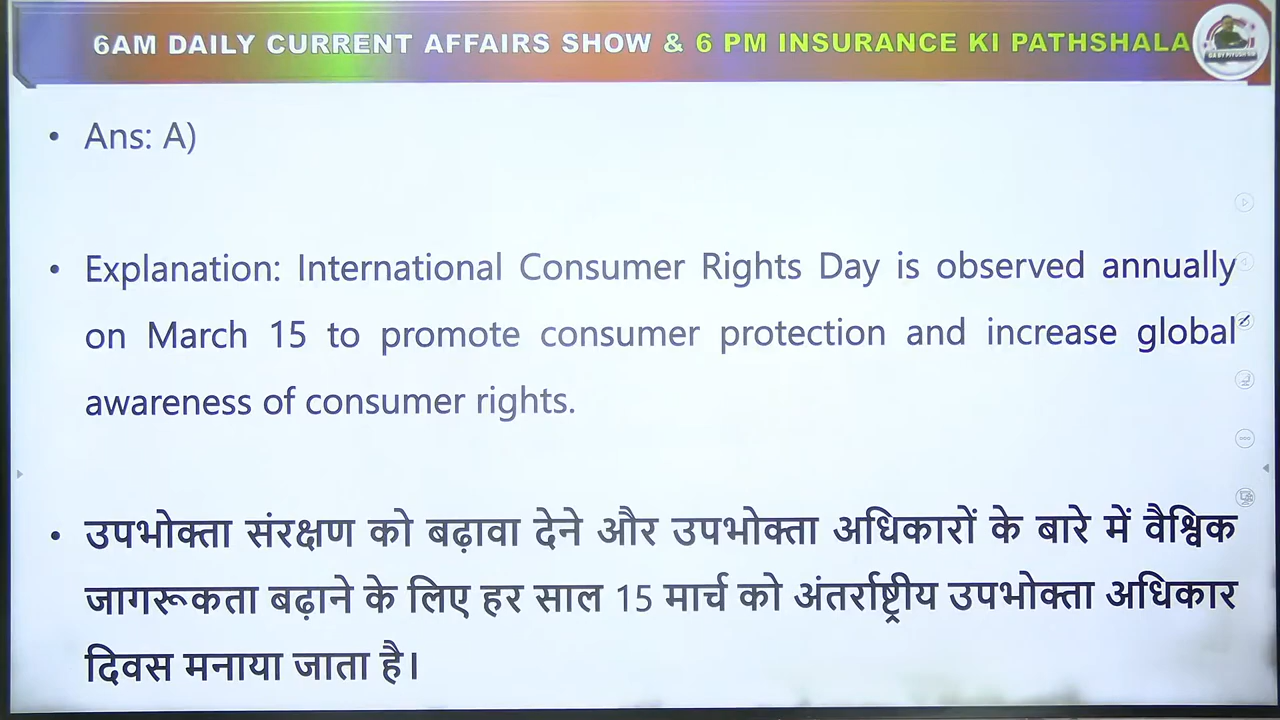 6AM DAILY CURRENT AFFAIRS SHOW & 6 PM INSURANCE KI PATHSHALA
• Ans: A)
• Explanation: International Consumer Rights Day is observed annually
on March 15 to promote consumer protection and increase global
awareness of consumer rights.
• उपभोक्ता संरक्षण को बढ़ावा देने और उपभोक्ता अधिकारों के बारे में वैश्विक
जागरूकता बढ़ाने के लिए हर साल 15 मार्च को अंतर्राष्ट्रीय उपभोक्ता अधिकार
दिवस मनाया जाता है।